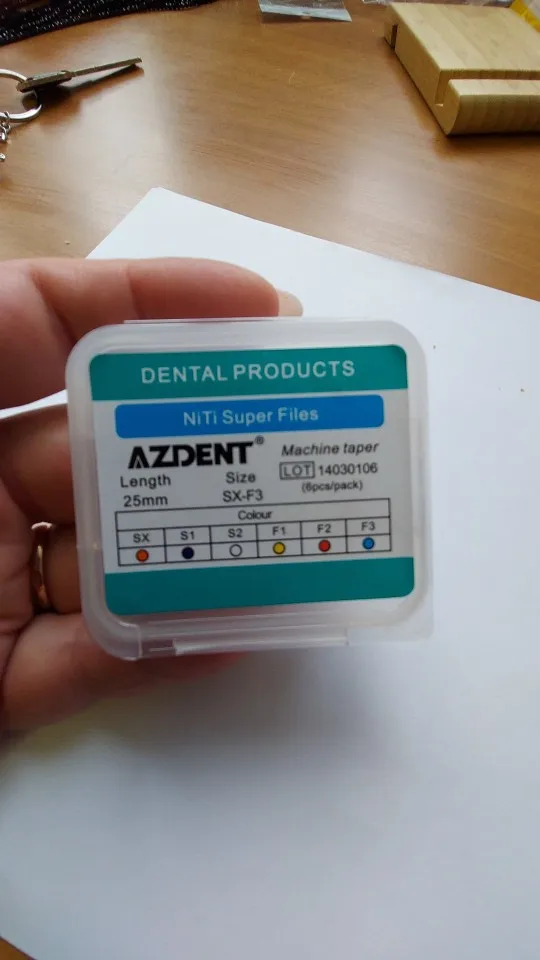 DENTAL PRODUCTS
NiTi Super Files
AZDENT® Machine taper
Length Size LOT 14030106
25mm SX-F3 (6pcs/pack)
Colour
SX S1 S2 F1 F2 F3